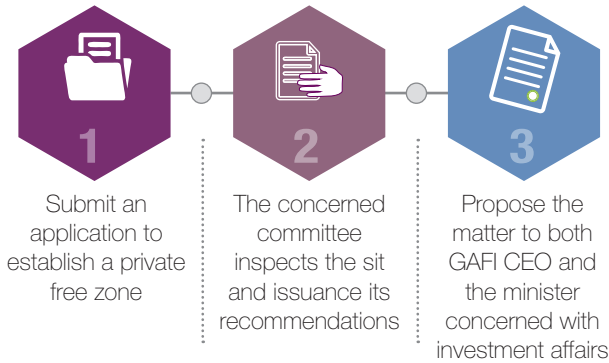 1
Submit an
application to
establish a private
free zone
2
The concerned
committee
inspects the sit
and issuance its
recommendations
3
Propose the
matter to both
GAFI CEO and
the minister
concerned with
investment affairs